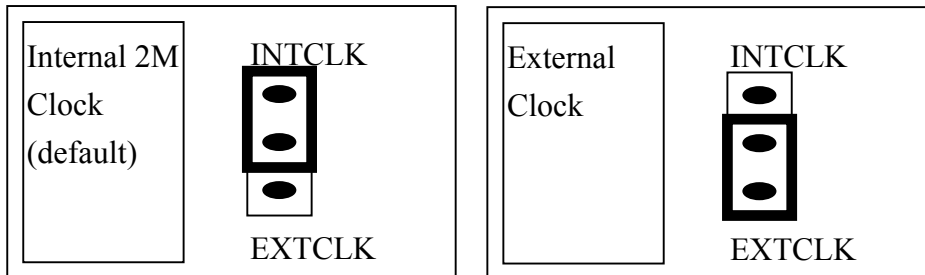 Internal 2M
Clock
(default)
INTCLK
EXTCLK
External
Clock
INTCLK
EXTCLK